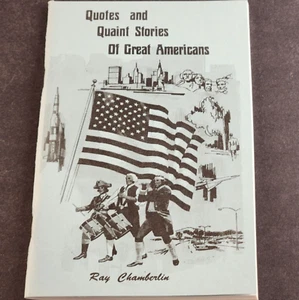 Quotes and
Quaint Stories
Of Great Americans
Ray Chamberlin